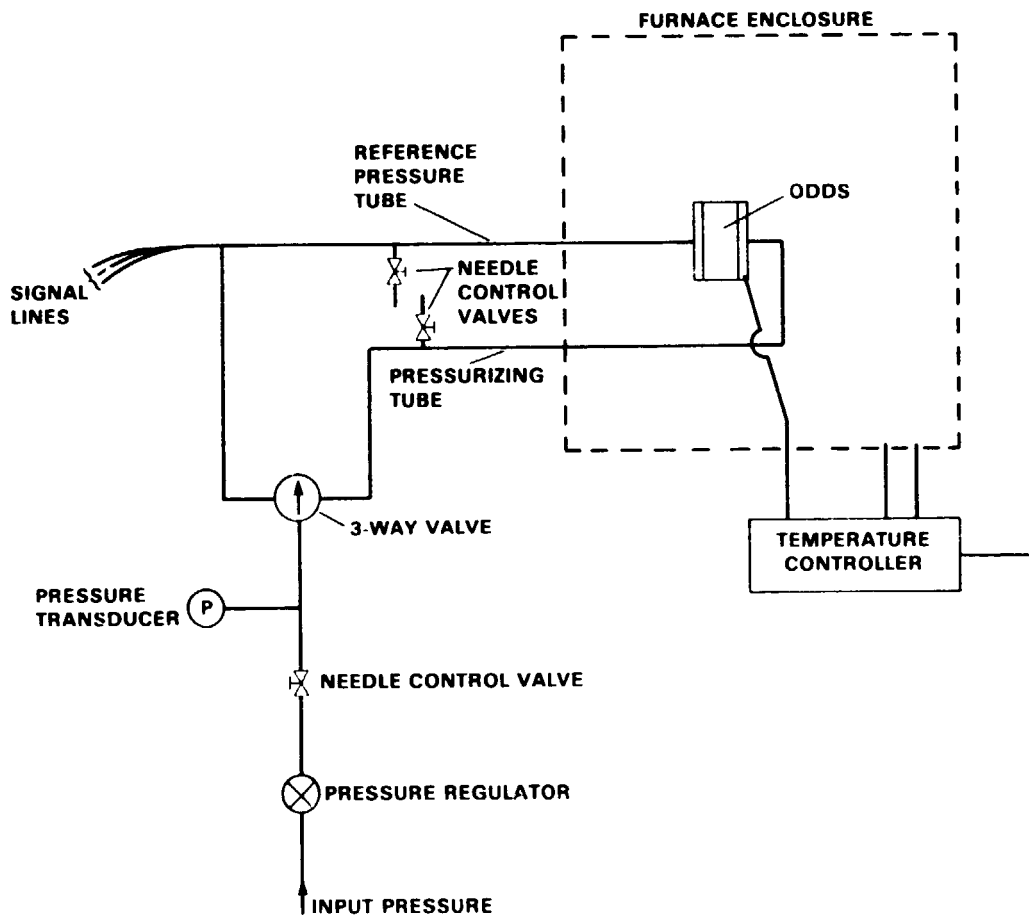 FURNACE ENCLOSURE
REFERENCE
PRESSURE
TUBE
ODDS
SIGNAL
LINES
NEEDLE
CONTROL
VALVES
PRESSURIZING
TUBE
3-WAY VALVE
TEMPERATURE
CONTROLLER
PRESSURE
TRANSDUCER
P
NEEDLE CONTROL VALVE
PRESSURE REGULATOR
INPUT PRESSURE